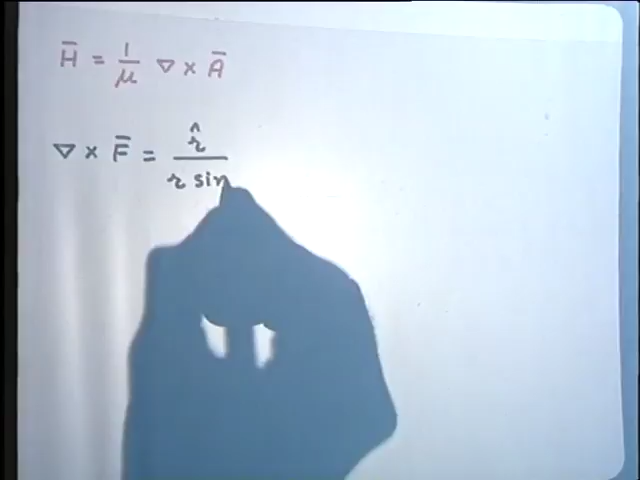 H̄ = 1/μ ∇ × Ā
∇ × F̄ = r̂/r sin